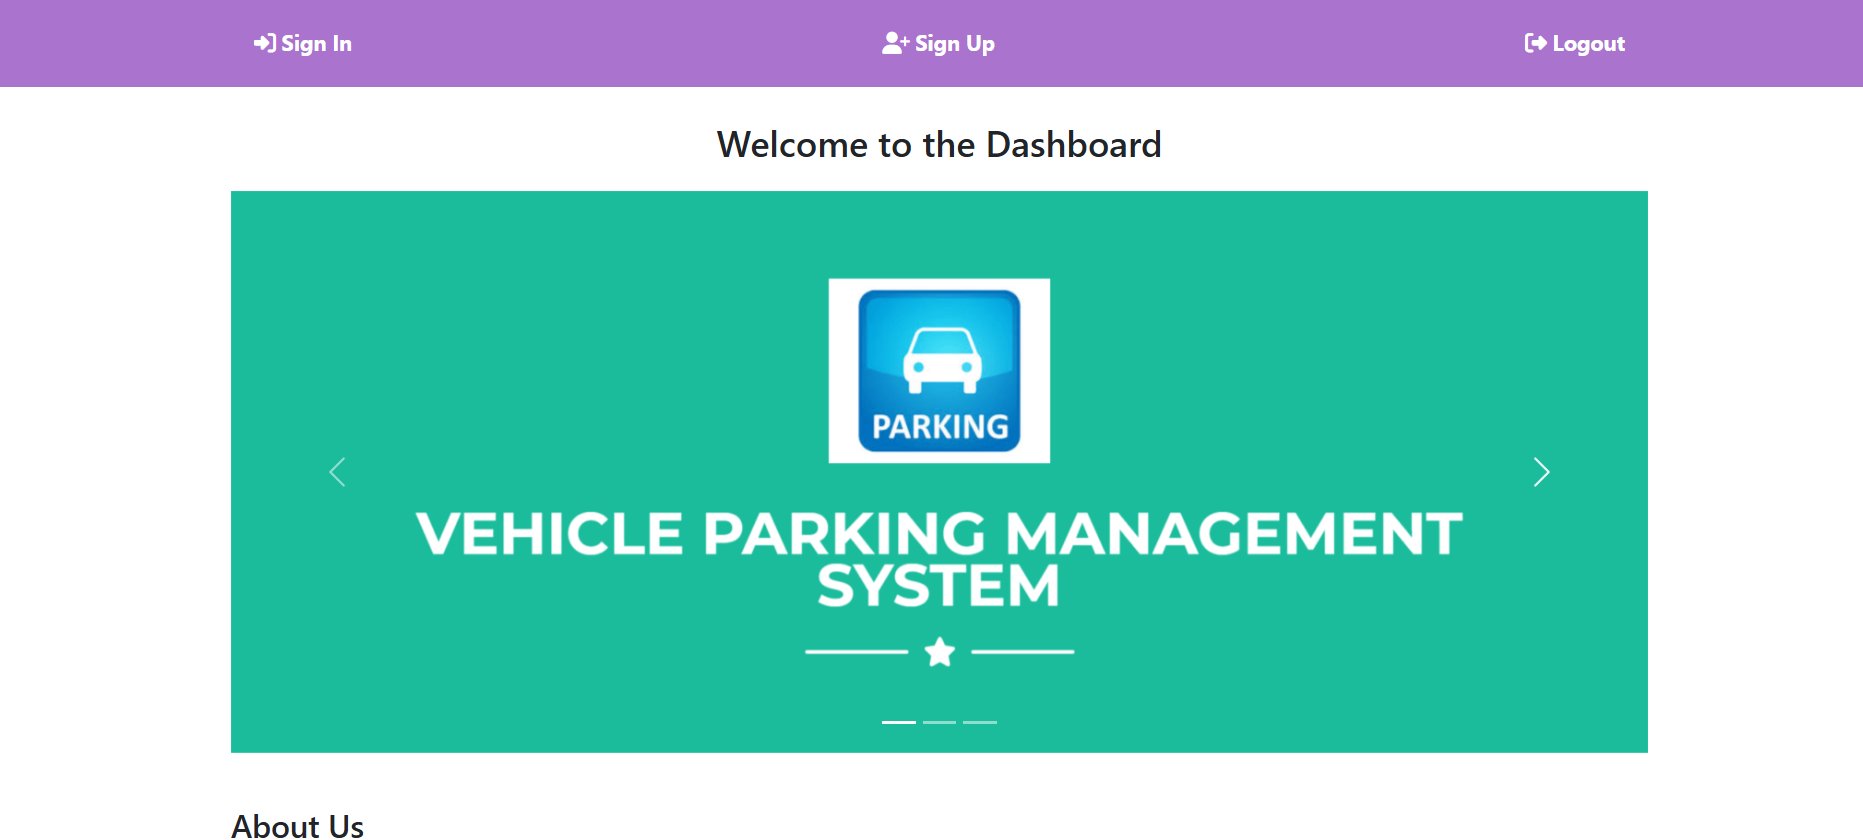 Sign In
Sign Up
Logout
Welcome to the Dashboard
PARKING
VEHICLE PARKING MANAGEMENT
SYSTEM
About Us